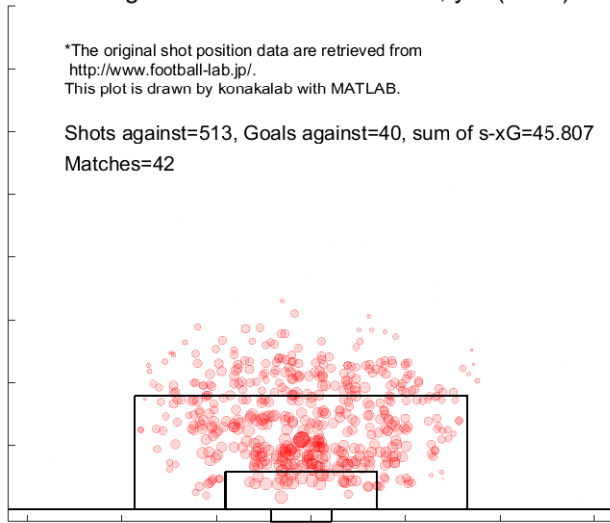 *The original shot position data are retrieved from
http://www.football-lab.jp/.
This plot is drawn by konakalab with MATLAB.
Shots against=513, Goals against=40, sum of s-xG=45.807
Matches=42